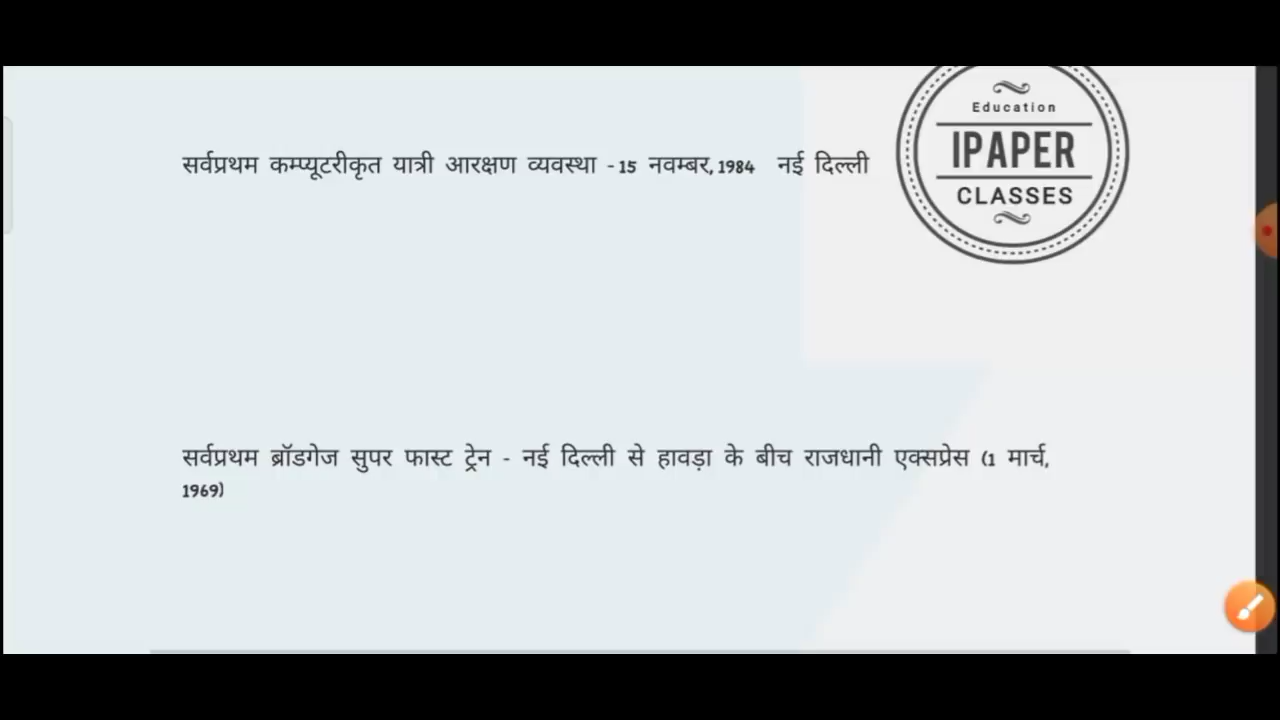 Education
IPAPER
CLASSES
सर्वप्रथम कम्प्यूटरीकृत यात्री आरक्षण व्यवस्था - 15 नवम्बर, 1984 नई दिल्ली
सर्वप्रथम ब्रॉडगेज सुपर फास्ट ट्रेन - नई दिल्ली से हावड़ा के बीच राजधानी एक्सप्रेस (1 मार्च,
1969)